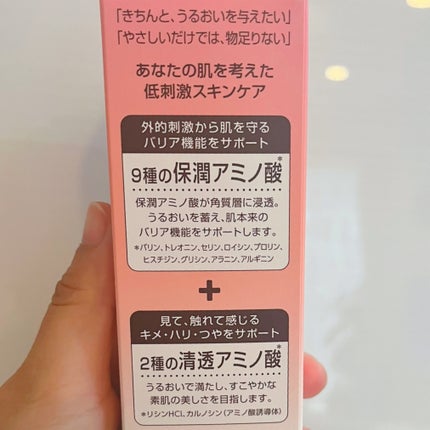 「きちんと、うるおいを与えたい」
「やさしいだけでは、物足りない」
あなたの肌を考えた
低刺激スキンケア
外的刺激から肌を守る
バリア機能をサポート
9種の保潤アミノ酸*
保潤アミノ酸が角質層に浸透。
うるおいを蓄え、肌本来の
バリア機能をサポートします。
*バリン、トレオニン、セリン、ロイシン、プロリン、
ヒスチジン、グリシン、アラニン、アルギニン
+
見て、触れて感じる
キメ・ハリ・つやをサポート
2種の清透アミノ酸*
うるおいで満たし、すこやかな
素肌の美しさを目指します。
*リシンHCl、カルノシン(アミノ酸誘導体)